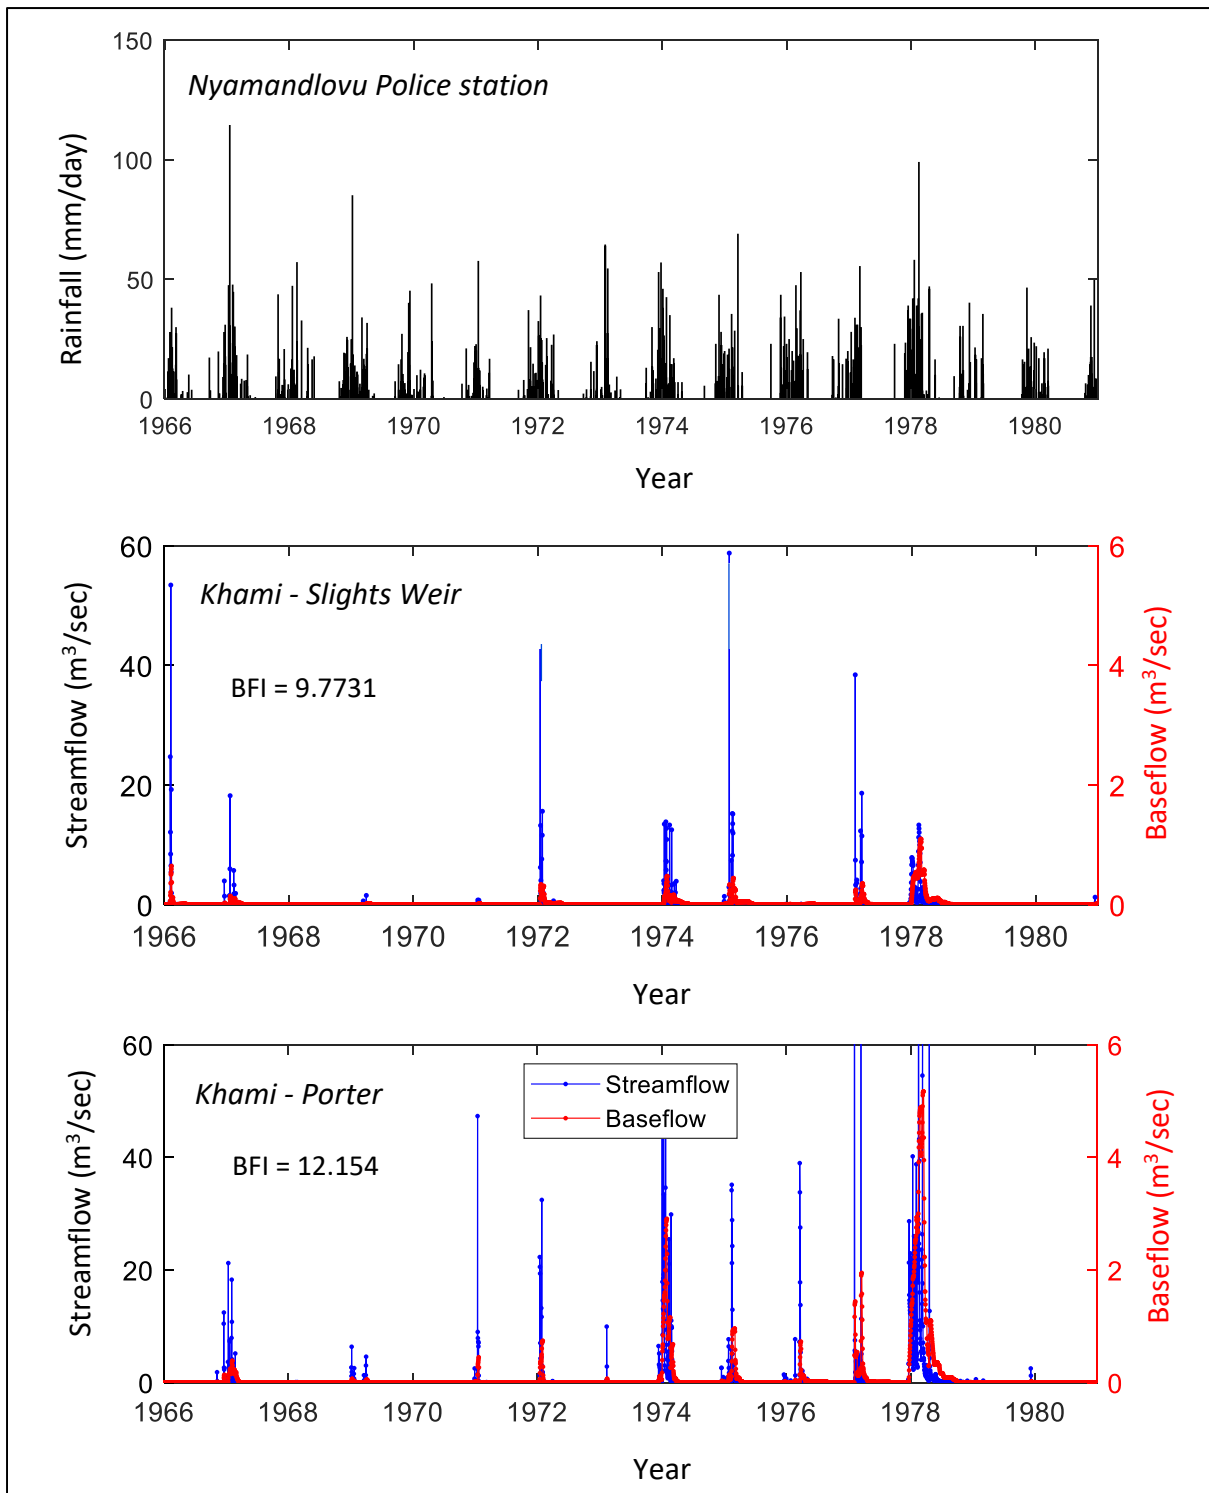 150
Nyamandlovu Police station
100
50
0
Rainfall (mm/day)
1966 1968 1970 1972 1974 1976 1978 1980
Year
60 6
Khami - Slights Weir
BFI = 9.7731
40 4
20 2
0 0
Streamflow (m³/sec)
Baseflow (m³/sec)
1966 1968 1970 1972 1974 1976 1978 1980
Year
60 6
Streamflow
Khami - Porter
Baseflow
BFI = 12.154
40 4
20 2
0 0
Streamflow (m³/sec)
Baseflow (m³/sec)
1966 1968 1970 1972 1974 1976 1978 1980
Year